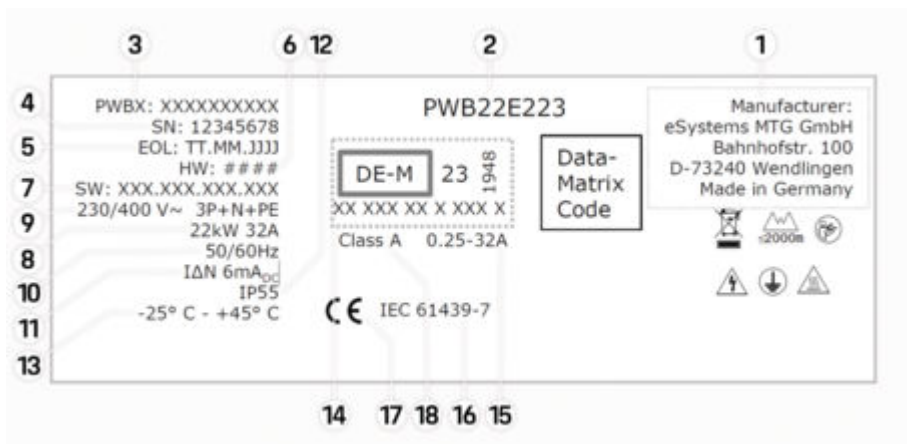 3
6
12
2
1
4
5
7
9
8
10
11
13
PWBX: XXXXXXXXXX
SN: 12345678
EOL: TT.MM.JJJJ
HW: ####
SW: XXX.XXX.XXX.XXX
230/400 V~ 3P+N+PE
22kW 32A
50/60Hz
IΔN 6mADC
IP55
-25° C - +45° C
PWB22E223
DE-M 23 1948
XX XXX XX X XXX X
Class A 0.25-32A
CE IEC 61439-7
Data-
Matrix
Code
Manufacturer:
eSystems MTG GmbH
Bahnhofstr. 100
D-73240 Wendlingen
Made in Germany
≤2000m
14
17
18
16
15